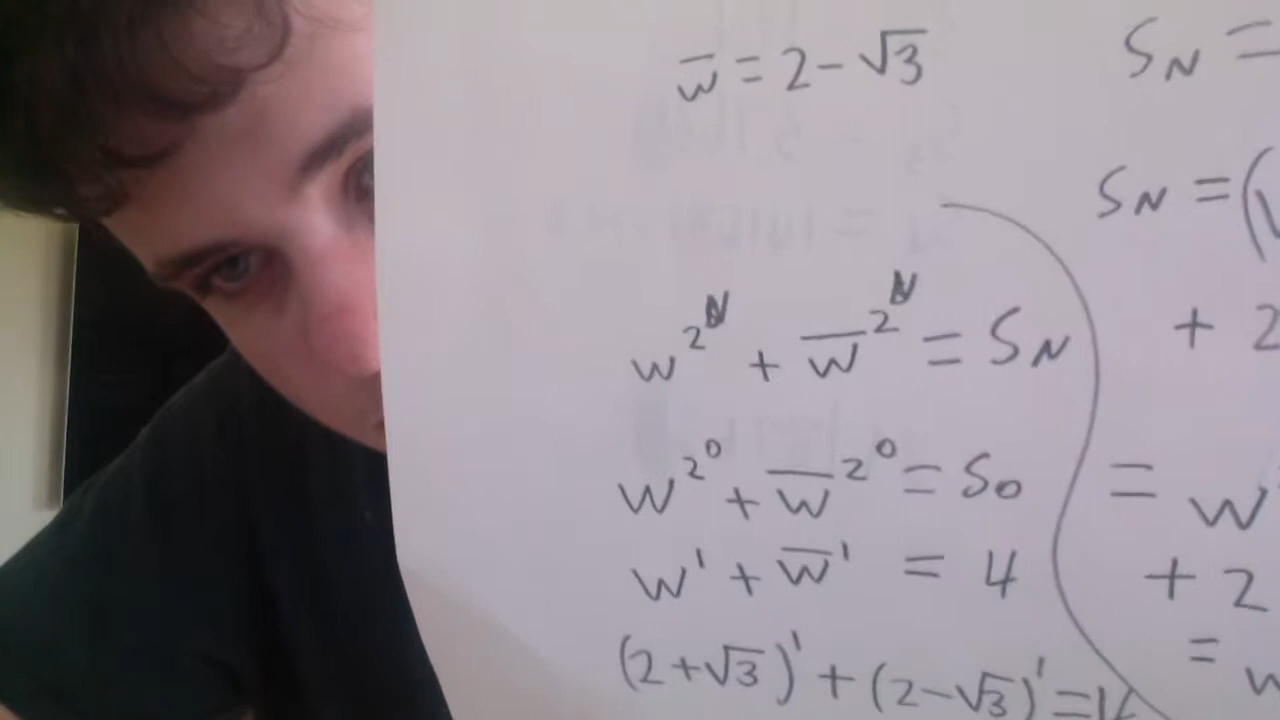 w̅ = 2 - √3
w^2^N + w̅^2^N = S_N
w^2^0 + w̅^2^0 = S_0
w^1 + w̅^1 = 4
(2+√3)^1 + (2-√3)^1 =
S_N =
S_N = (
+ 2
= w
+ 2
= w